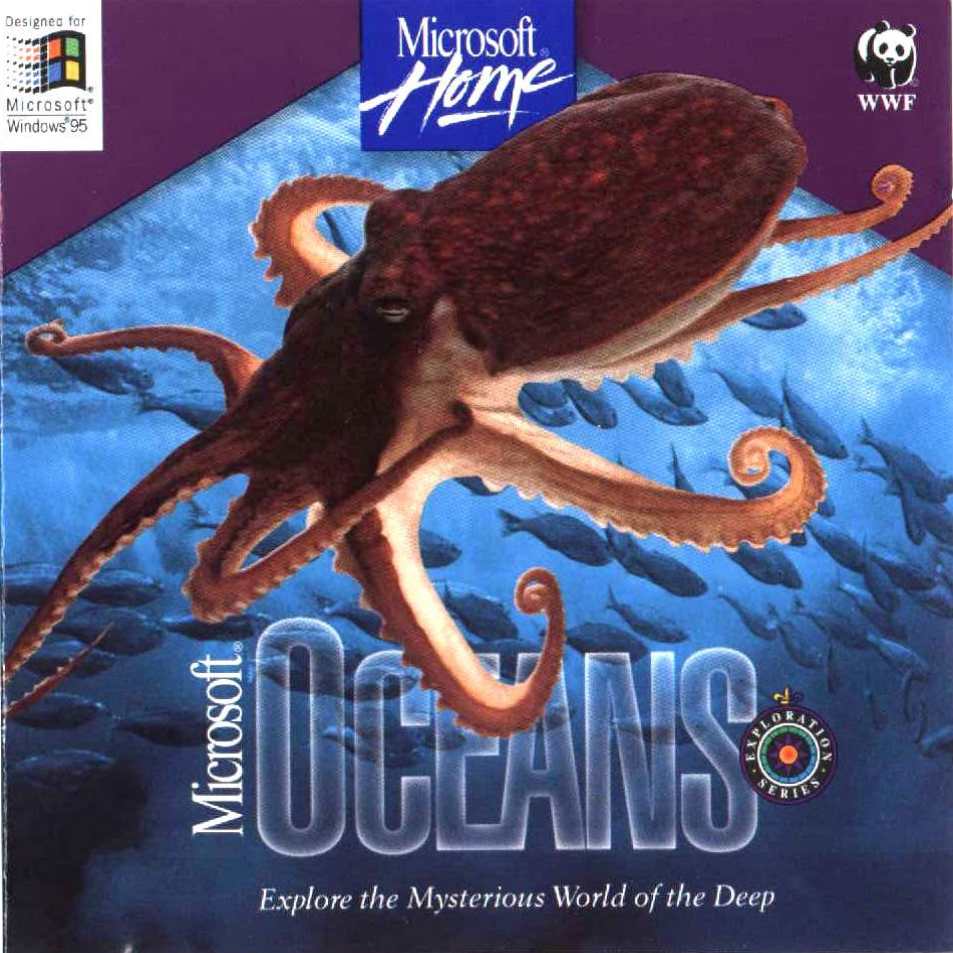 Designed for
Microsoft®
Windows®95
Microsoft®
Home
WWF
Microsoft®
OCEANS
EXPLORATION
SERIES
Explore the Mysterious World of the Deep